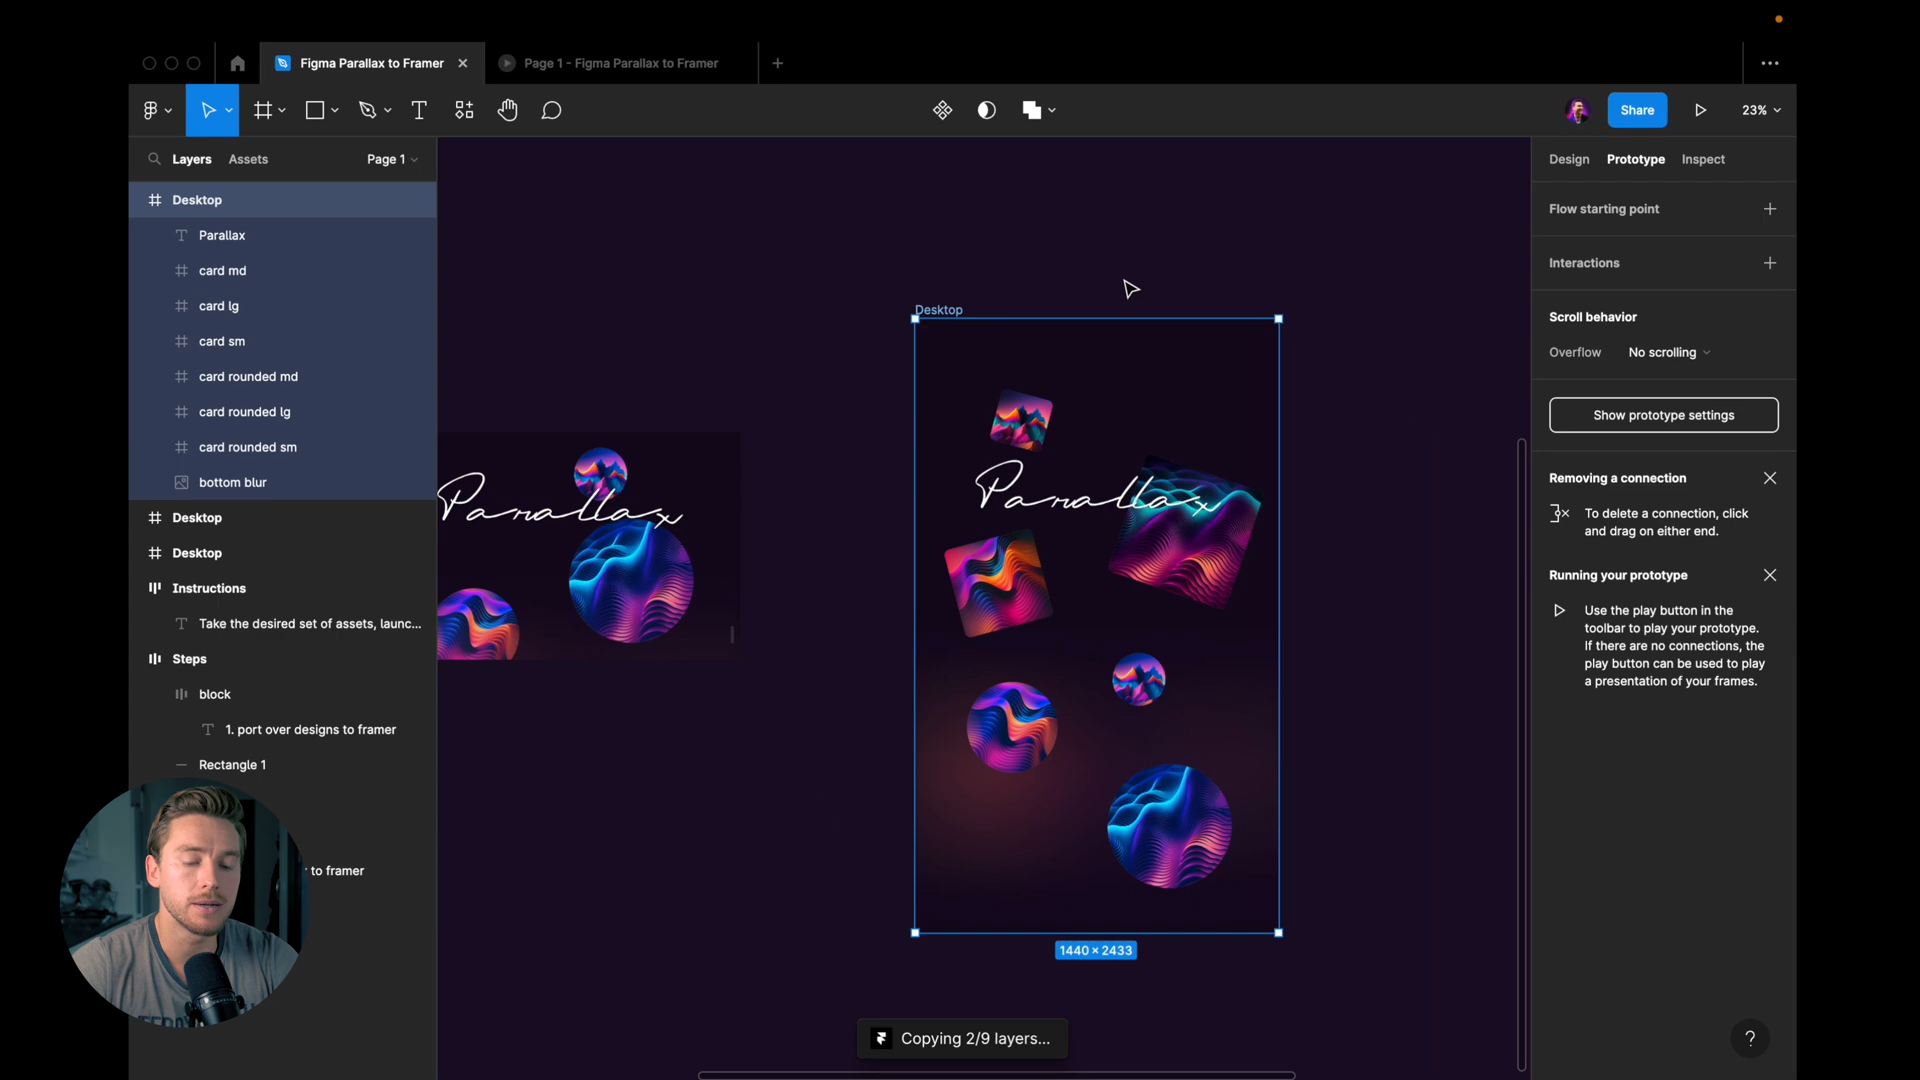 Figma Parallax to Framer
Page 1 - Figma Parallax to Framer
Share
23%
Layers
Assets
Page 1
Desktop
Parallax
card md
card lg
card sm
card rounded md
card rounded lg
card rounded sm
bottom blur
Desktop
Desktop
Instructions
Take the desired set of assets, launc...
Steps
block
1. port over designs to framer
Rectangle 1
to framer
Desktop
Parallax
Parallax
1440 × 2433
Copying 2/9 layers...
Design
Prototype
Inspect
Flow starting point
Interactions
Scroll behavior
Overflow
No scrolling
Show prototype settings
Removing a connection
To delete a connection, click
and drag on either end.
Running your prototype
Use the play button in the
toolbar to play your prototype.
If there are no connections, the
play button can be used to play
a presentation of your frames.
?